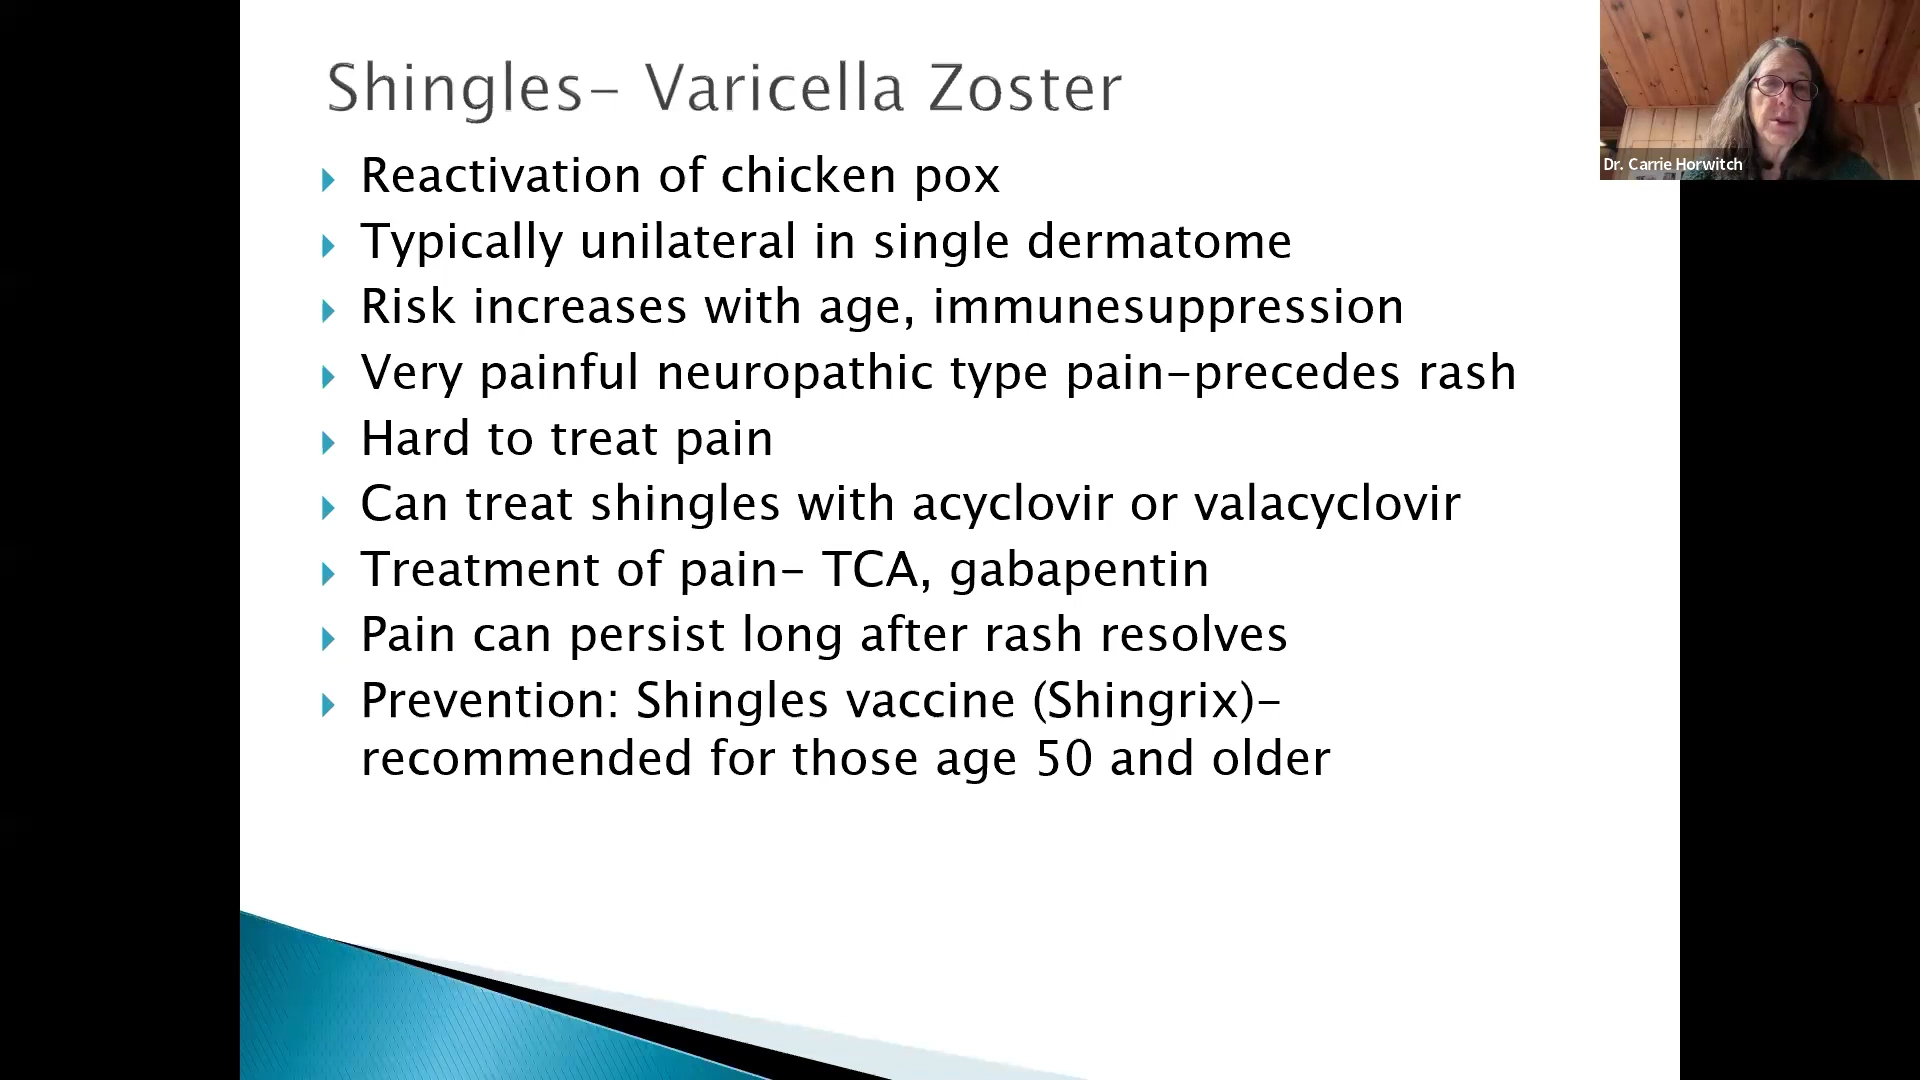 Shingles- Varicella Zoster
Reactivation of chicken pox
Typically unilateral in single dermatome
Risk increases with age, immunesuppression
Very painful neuropathic type pain-precedes rash
Hard to treat pain
Can treat shingles with acyclovir or valacyclovir
Treatment of pain- TCA, gabapentin
Pain can persist long after rash resolves
Prevention: Shingles vaccine (Shingrix)-
recommended for those age 50 and older
Dr. Carrie Horwitch